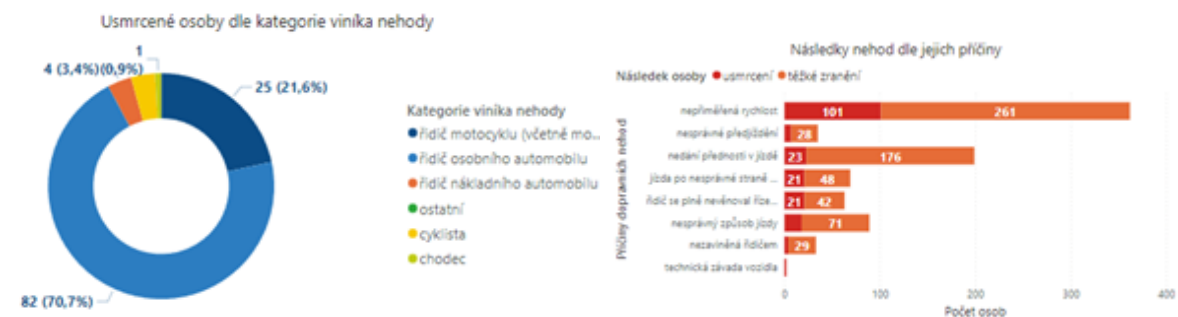 Usmrcené osoby dle kategorie viníka nehody
1
4 (3,4%)(0,9%)
25 (21,6%)
82 (70,7%)
Kategorie viníka nehody
řidič motocyklu (včetně mo..
řidič osobního automobilu
řidič nákladního automobilu
ostatní
cyklista
chodec
Následky nehod dle jejich příčiny
Následek osoby usmrcení těžké zranění
Příčiny dopravních nehod
nepřiměřená rychlost 101 261
nesprávné předjíždění 28
nedání přednosti v jízdě 23 176
jízda po nesprávné straně ... 21 48
řidič se plně nevěnoval říze... 21 42
nesprávný způsob jízdy 71
nezaviněná řidičem 29
technická závada vozidla
0 100 200 300 400
Počet osob